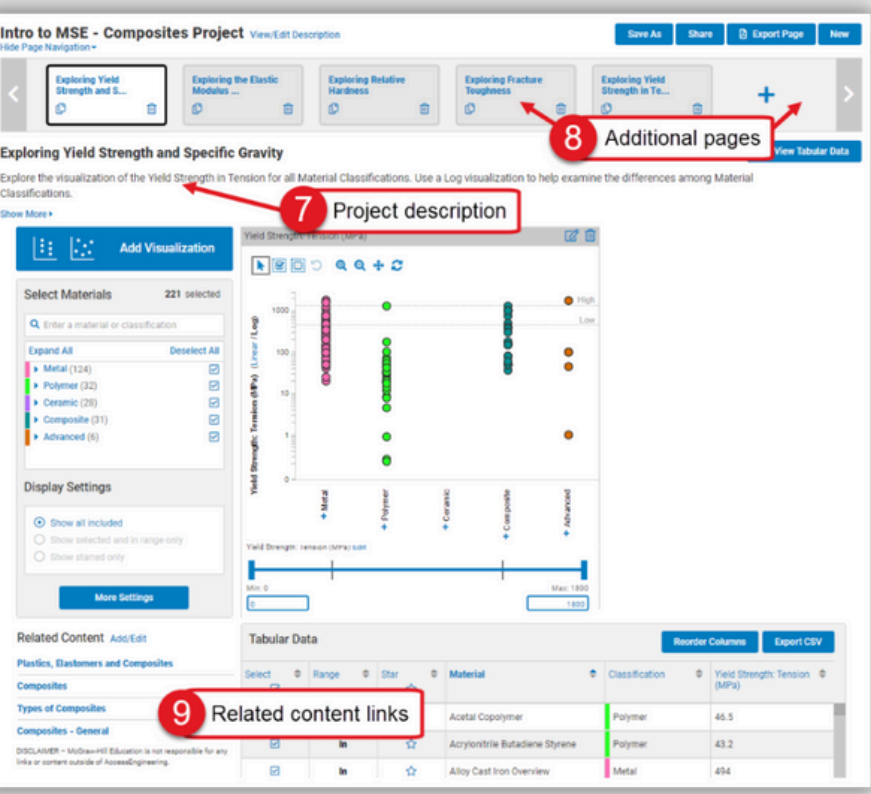 Intro to MSE - Composites Project View/Edit Description
Save As Share Export Page New
Hide Page Navigation
Exploring Yield Strength and S...
Exploring the Elastic Modulus ...
Exploring Relative Hardness
Exploring Fracture Toughness
Exploring Yield Strength in Te...
8 Additional pages
Exploring Yield Strength and Specific Gravity
View Tabular Data
Explore the visualization of the Yield Strength in Tension for all Material Classifications. Use a Log visualization to help examine the differences among Material
Classifications.
7 Project description
Show More
Add Visualization
Yield Strength: Tension (MPa)
Select Materials 221 selected
Enter a material or classification
Expand All Deselect All
Metal (124)
Polymer (32)
Ceramic (28)
Composite (31)
Advanced (6)
Display Settings
Show all included
Show selected and in range only
Show starred only
More Settings
Yield Strength: Tension (MPa) (Linear / Log)
1000
100
10
1
0
High
Low
+ Metal
+ Polymer
+ Ceramic
+ Composite
+ Advanced
Yield Strength: Tension (MPa)
Min: 0 Max: 1800
0 1800
Related Content Add/Edit
Plastics, Elastomers and Composites
Composites
Types of Composites
Composites - General
DISCLAIMER – McGraw-Hill Education is not responsible for any
links or content outside of AccessEngineering.
9 Related content links
Tabular Data Reorder Columns Export CSV
Select Range Star Material Classification Yield Strength: Tension (MPa)
Acetal Copolymer Polymer 46.5
In Acrylonitrile Butadiene Styrene Polymer 43.2
In Alloy Cast Iron Overview Metal 494